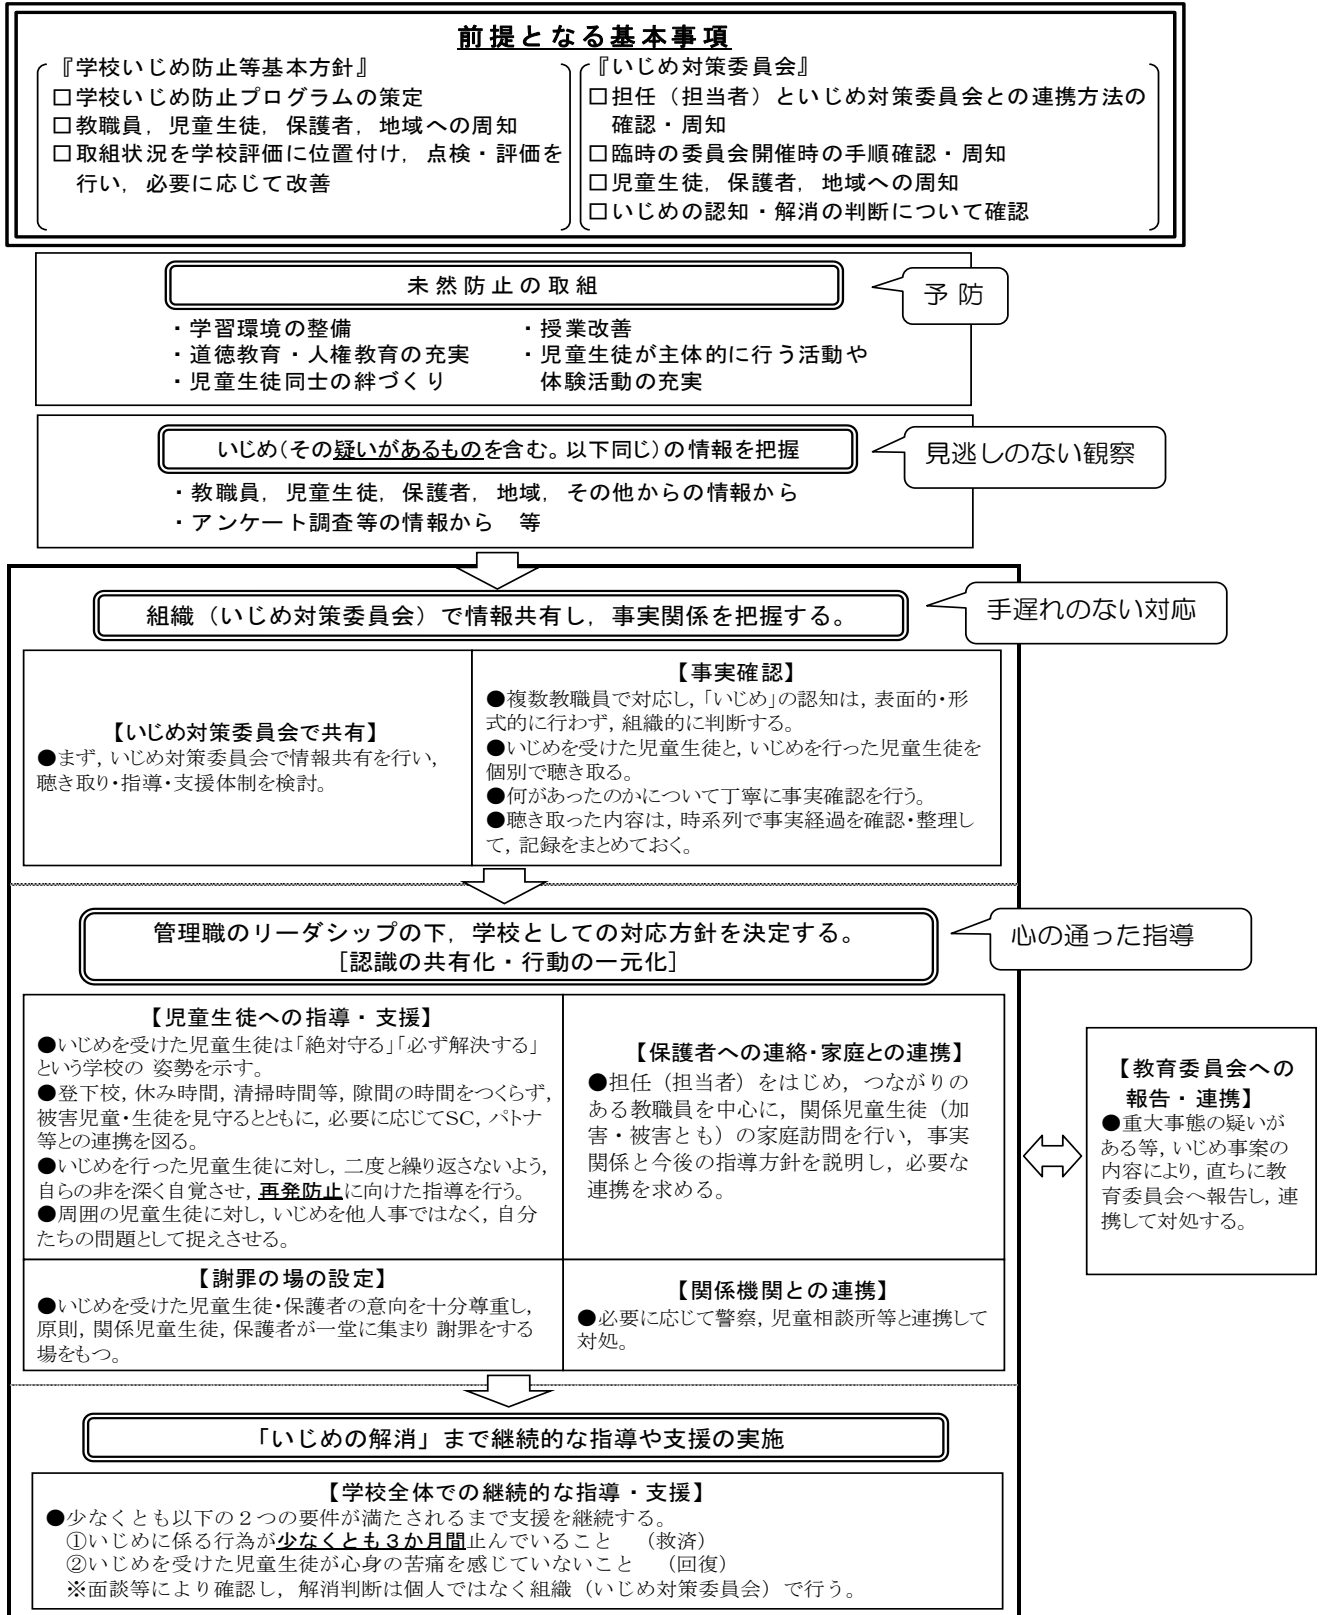 前提となる基本事項
『学校いじめ防止等基本方針』
□学校いじめ防止プログラムの策定
□教職員，児童生徒，保護者，地域への周知
□取組状況を学校評価に位置付け，点検・評価を
行い，必要に応じて改善
『いじめ対策委員会』
□担任（担当者）といじめ対策委員会との連携方法の
確認・周知
□臨時の委員会開催時の手順確認・周知
□児童生徒，保護者，地域への周知
□いじめの認知・解消の判断について確認
未然防止の取組
予防
・学習環境の整備
・道徳教育・人権教育の充実
・児童生徒同士の絆づくり
・授業改善
・児童生徒が主体的に行う活動や
体験活動の充実
いじめ（その疑いがあるものを含む。以下同じ）の情報を把握
見逃しのない観察
・教職員，児童生徒，保護者，地域，その他からの情報から
・アンケート調査等の情報から　等
組織（いじめ対策委員会）で情報共有し，事実関係を把握する。
手遅れのない対応
【いじめ対策委員会で共有】
●まず，いじめ対策委員会で情報共有を行い，
聴き取り・指導・支援体制を検討。
【事実確認】
●複数教職員で対応し，「いじめ」の認知は，表面的・形
式的に行わず，組織的に判断する。
●いじめを受けた児童生徒と，いじめを行った児童生徒を
個別で聴き取る。
●何があったのかについて丁寧に事実確認を行う。
●聴き取った内容は，時系列で事実経過を確認・整理し
て，記録をまとめておく。
管理職のリーダシップの下，学校としての対応方針を決定する。
［認識の共有化・行動の一元化］
心の通った指導
【児童生徒への指導・支援】
●いじめを受けた児童生徒は「絶対守る」「必ず解決する」
という学校の 姿勢を示す。
●登下校，休み時間，清掃時間等，隙間の時間をつくらず，
被害児童・生徒を見守るとともに，必要に応じてSC，パトナ
等との連携を図る。
●いじめを行った児童生徒に対し，二度と繰り返さないよう，
自らの非を深く自覚させ，再発防止に向けた指導を行う。
●周囲の児童生徒に対し，いじめを他人事ではなく，自分
たちの問題として捉えさせる。
【保護者への連絡・家庭との連携】
●担任（担当者）をはじめ，つながりの
ある教職員を中心に，関係児童生徒（加
害・被害とも）の家庭訪問を行い，事実
関係と今後の指導方針を説明し，必要な
連携を求める。
【教育委員会への
報告・連携】
●重大事態の疑いが
ある等，いじめ事案の
内容により，直ちに教
育委員会へ報告し，連
携して対処する。
【謝罪の場の設定】
●いじめを受けた児童生徒・保護者の意向を十分尊重し，
原則，関係児童生徒，保護者が一堂に集まり 謝罪をする
場をもつ。
【関係機関との連携】
●必要に応じて警察，児童相談所等と連携して
対処。
「いじめの解消」まで継続的な指導や支援の実施
【学校全体での継続的な指導・支援】
●少なくとも以下の２つの要件が満たされるまで支援を継続する。
①いじめに係る行為が少なくとも３か月間止んでいること　（救済）
②いじめを受けた児童生徒が心身の苦痛を感じていないこと　（回復）
※面談等により確認し，解消判断は個人ではなく組織（いじめ対策委員会）で行う。